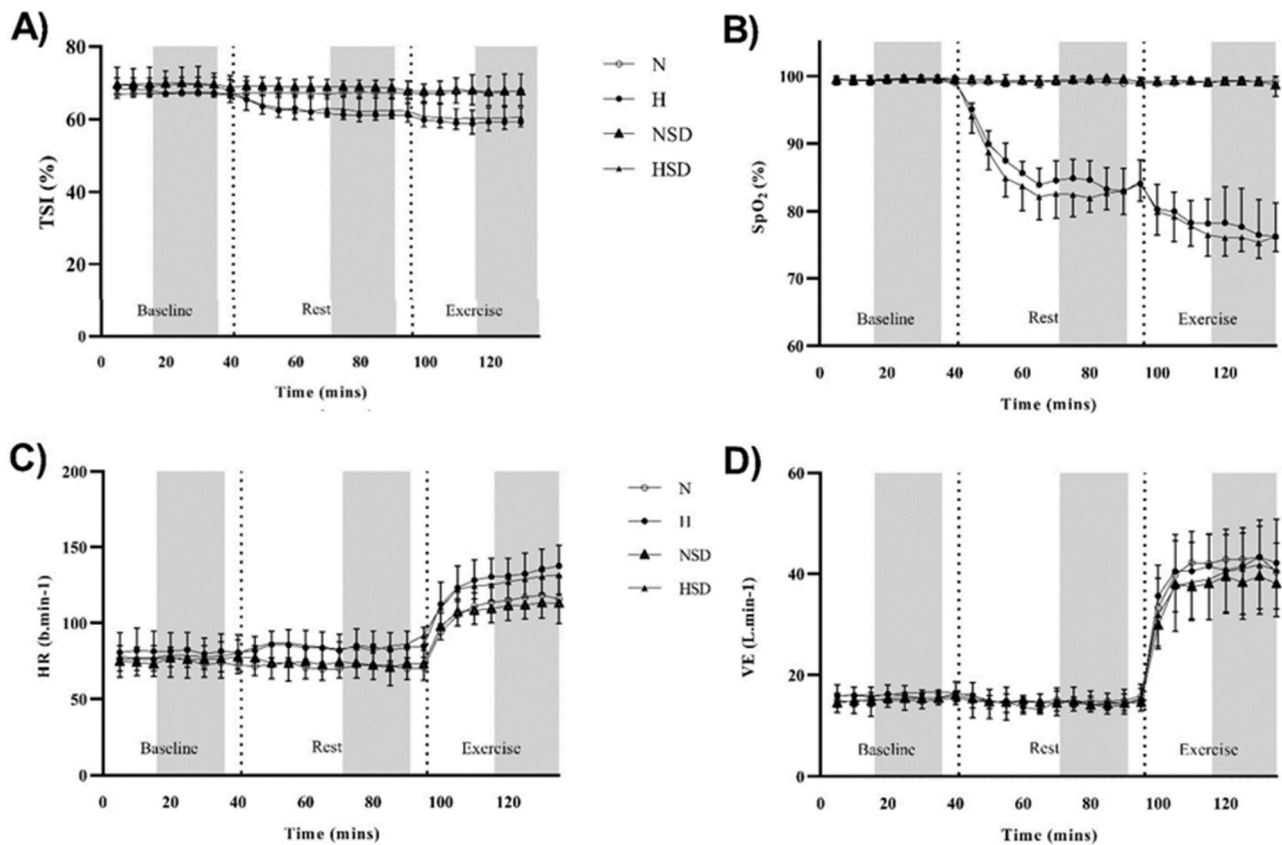 A)
80
60
40
20
0
TSI (%)
Baseline
Rest
Exercise
0 20 40 60 80 100 120
Time (mins)
N
H
NSD
HSD
B)
100
90
80
70
60
SpO₂ (%)
Baseline
Rest
Exercise
0 20 40 60 80 100 120
Time (mins)
C)
200
150
100
50
0
HR (b.min-1)
Baseline
Rest
Exercise
0 20 40 60 80 100 120
Time (mins)
N
H
NSD
HSD
D)
60
40
20
0
VE (L.min-1)
Baseline
Rest
Exercise
0 20 40 60 80 100 120
Time (mins)